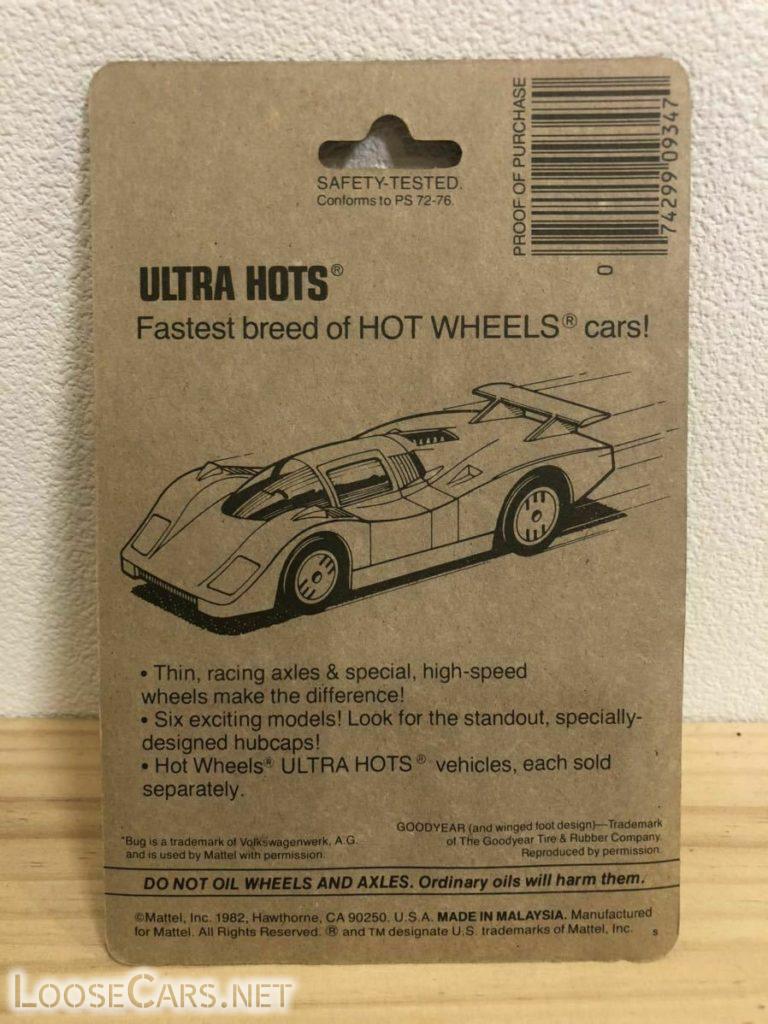 SAFETY-TESTED.
Conforms to PS 72-76.
PROOF OF PURCHASE
74299 09347
0
ULTRA HOTS®
Fastest breed of HOT WHEELS® cars!
• Thin, racing axles & special, high-speed
wheels make the difference!
• Six exciting models! Look for the standout, specially-
designed hubcaps!
• Hot Wheels® ULTRA HOTS® vehicles, each sold
separately.
*Bug is a trademark of Volkswagenwerk, A.G.
and is used by Mattel with permission.
GOODYEAR (and winged foot design)—Trademark
of The Goodyear Tire & Rubber Company.
Reproduced by permission.
DO NOT OIL WHEELS AND AXLES. Ordinary oils will harm them.
©Mattel, Inc. 1982, Hawthorne, CA 90250. U.S.A. MADE IN MALAYSIA. Manufactured
for Mattel. All Rights Reserved. ® and TM designate U.S. trademarks of Mattel, Inc. s
LOOSECARS.NET